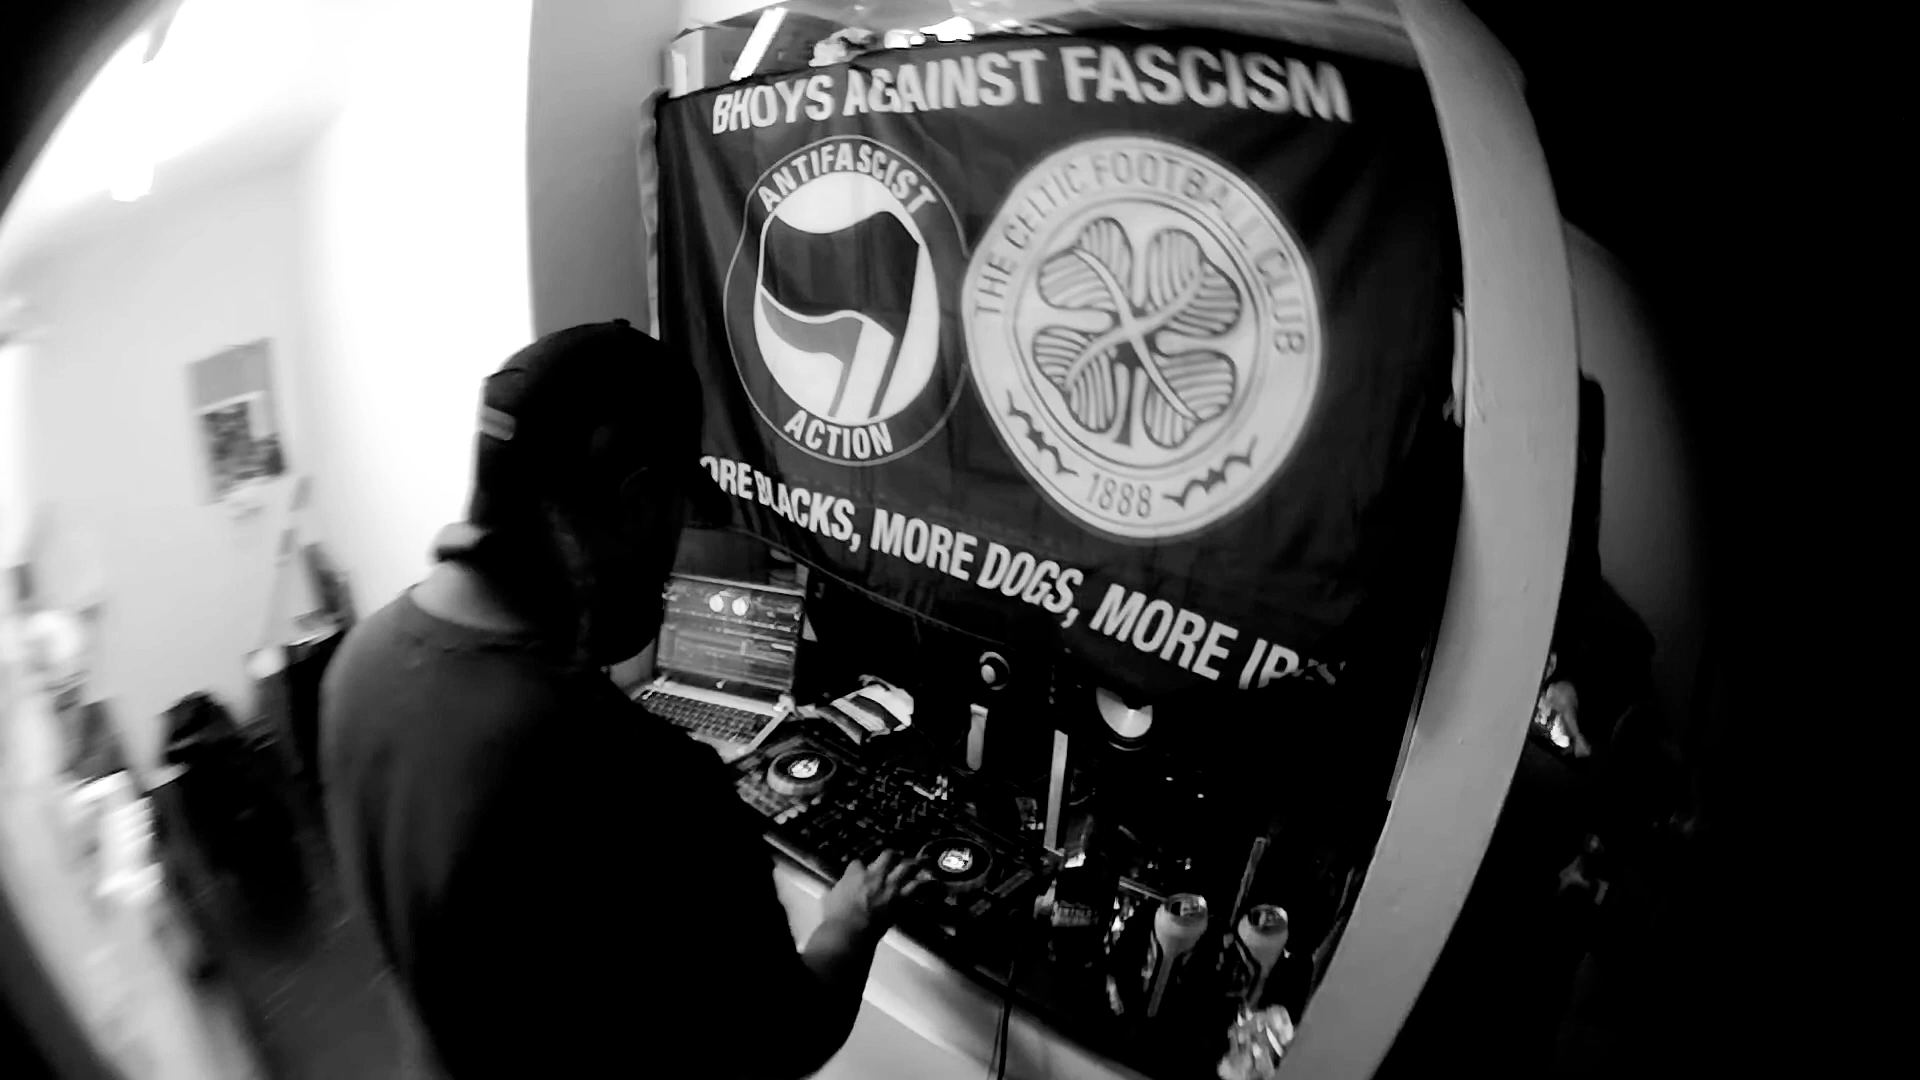 BHOYS AGAINST FASCISM
ANTIFASCIST
ACTION
THE CELTIC FOOTBALL CLUB
1888
BLACKS, MORE DOGS, MORE